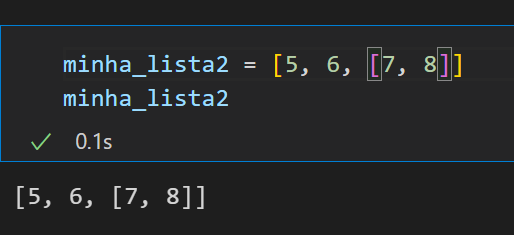 minha_lista2 = [5, 6, [7, 8]]
minha_lista2
0.1s
[5, 6, [7, 8]]